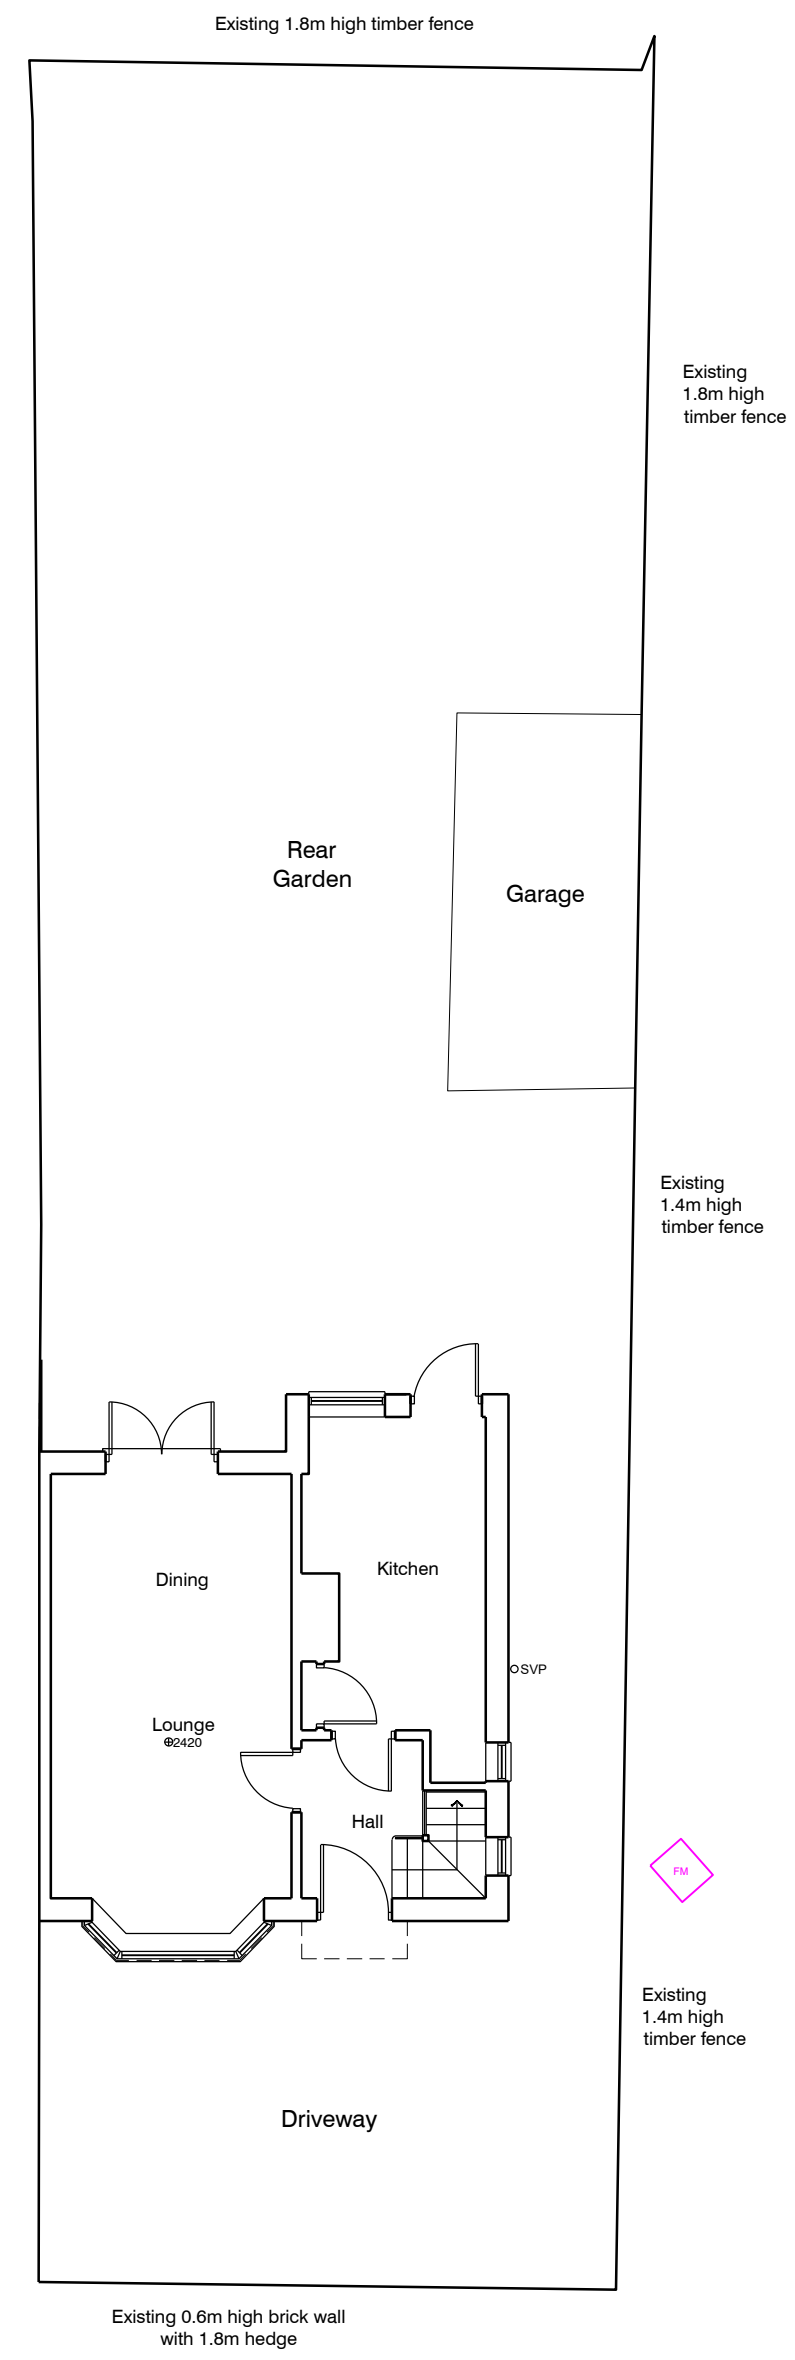 Existing 1.8m high timber fence
Existing
1.8m high
timber fence
Rear
Garden
Garage
Existing
1.4m high
timber fence
Kitchen
Dining
SVP
Lounge
2420
Hall
FM
Existing
1.4m high
timber fence
Driveway
Existing 0.6m high brick wall
with 1.8m hedge